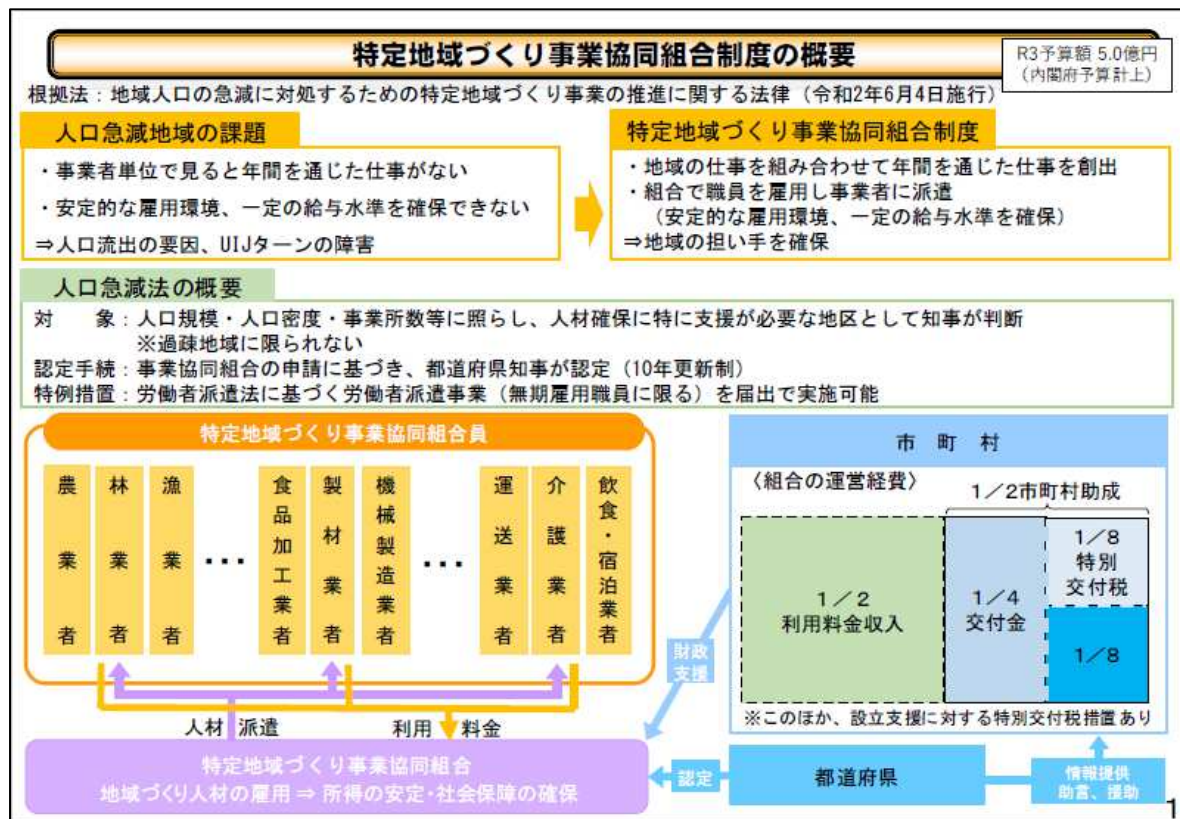 特定地域づくり事業協同組合制度の概要
R3予算額 5.0億円
（内閣府予算計上）
根拠法：地域人口の急減に対処するための特定地域づくり事業の推進に関する法律（令和2年6月4日施行）
人口急減地域の課題
・事業者単位で見ると年間を通じた仕事がない
・安定的な雇用環境、一定の給与水準を確保できない
⇒人口流出の要因、UIJターンの障害
特定地域づくり事業協同組合制度
・地域の仕事を組み合わせて年間を通じた仕事を創出
・組合で職員を雇用し事業者に派遣
（安定的な雇用環境、一定の給与水準を確保）
⇒地域の担い手を確保
人口急減法の概要
対　　象：人口規模・人口密度・事業所数等に照らし、人材確保に特に支援が必要な地区として知事が判断
※過疎地域に限られない
認定手続：事業協同組合の申請に基づき、都道府県知事が認定（10年更新制）
特例措置：労働者派遣法に基づく労働者派遣事業（無期雇用職員に限る）を届出で実施可能
特定地域づくり事業協同組合員
農業者
林業者
漁業者
・・・
食品加工業者
製材業者
機械製造業者
・・・
運送業者
介護業者
飲食・宿泊業者
人材派遣
利用料金
特定地域づくり事業協同組合
地域づくり人材の雇用 ⇒ 所得の安定・社会保障の確保
財政
支援
市　町　村
〈組合の運営経費〉
1／2市町村助成
1／2
利用料金収入
1／4
交付金
1／8
特別
交付税
1／8
※このほか、設立支援に対する特別交付税措置あり
認定
都道府県
情報提供
助言、援助
1